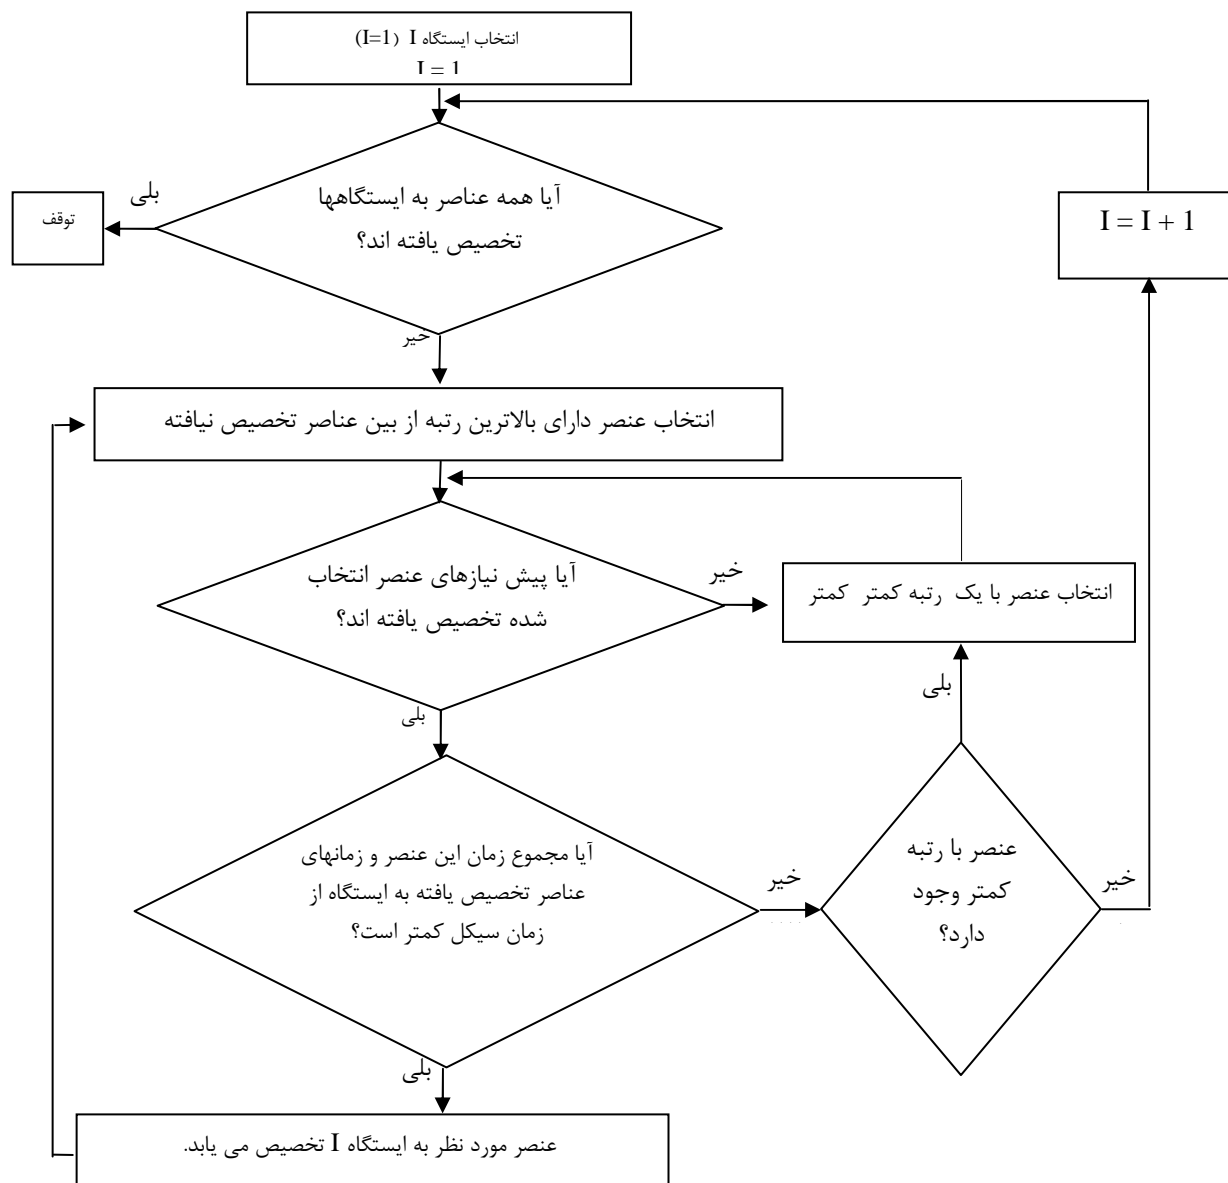 انتخاب ایستگاه I (I=1)
I = 1
آیا همه عناصر به ایستگاهها
تخصیص یافته اند؟
بلی
توقف
I = I + 1
خیر
انتخاب عنصر دارای بالاترین رتبه از بین عناصر تخصیص نیافته
آیا پیش نیازهای عنصر انتخاب
شده تخصیص یافته اند؟
خیر
انتخاب عنصر با یک رتبه کمتر کمتر
بلی
بلی
آیا مجموع زمان این عنصر و زمانهای
عناصر تخصیص یافته به ایستگاه از
زمان سیکل کمتر است؟
خیر
عنصر با رتبه
کمتر وجود
دارد؟
خیر
بلی
عنصر مورد نظر به ایستگاه I تخصیص می یابد.